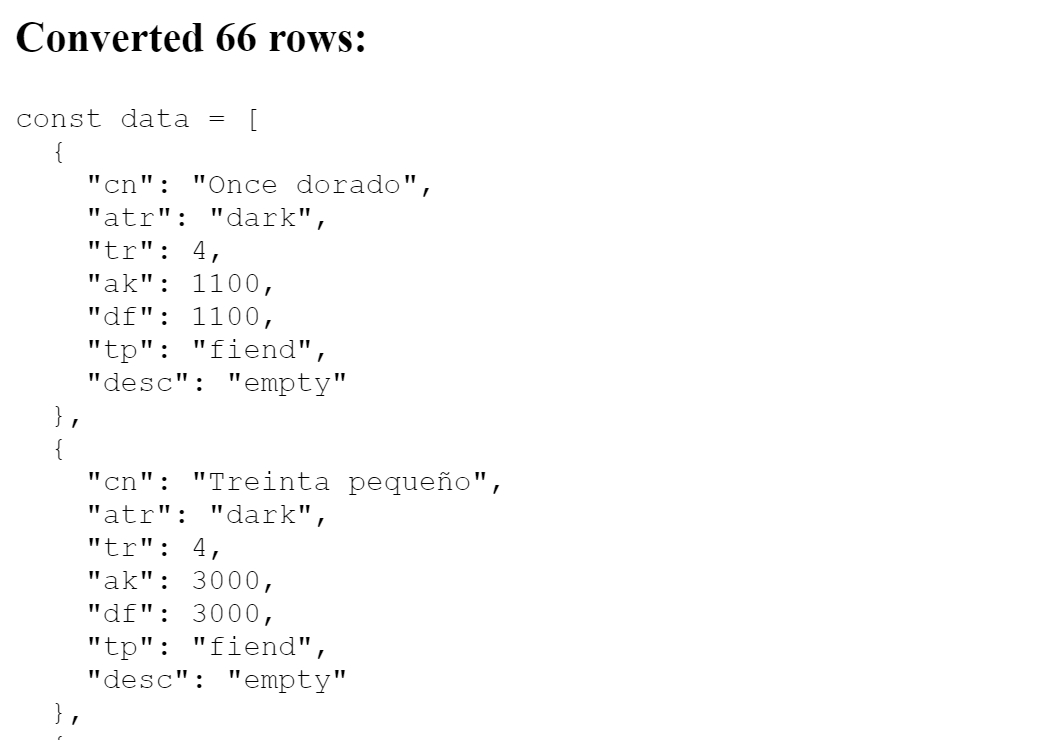 Converted 66 rows:
const data = [
  {
    "cn": "Once dorado",
    "atr": "dark",
    "tr": 4,
    "ak": 1100,
    "df": 1100,
    "tp": "fiend",
    "desc": "empty"
  },
  {
    "cn": "Treinta pequeño",
    "atr": "dark",
    "tr": 4,
    "ak": 3000,
    "df": 3000,
    "tp": "fiend",
    "desc": "empty"
  },
  {